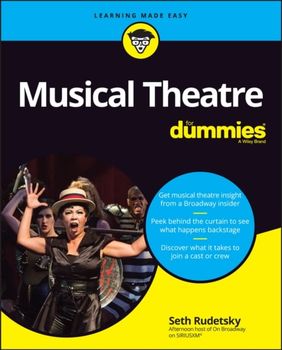 LEARNING MADE EASY
Musical Theatre
for
dummies®
A Wiley Brand
Get musical theatre insight
from a Broadway insider
Peek behind the curtain to see
what happens backstage
Discover what it takes to
join a cast or crew
Seth Rudetsky
Afternoon host of On Broadway
on SIRIUSXM®